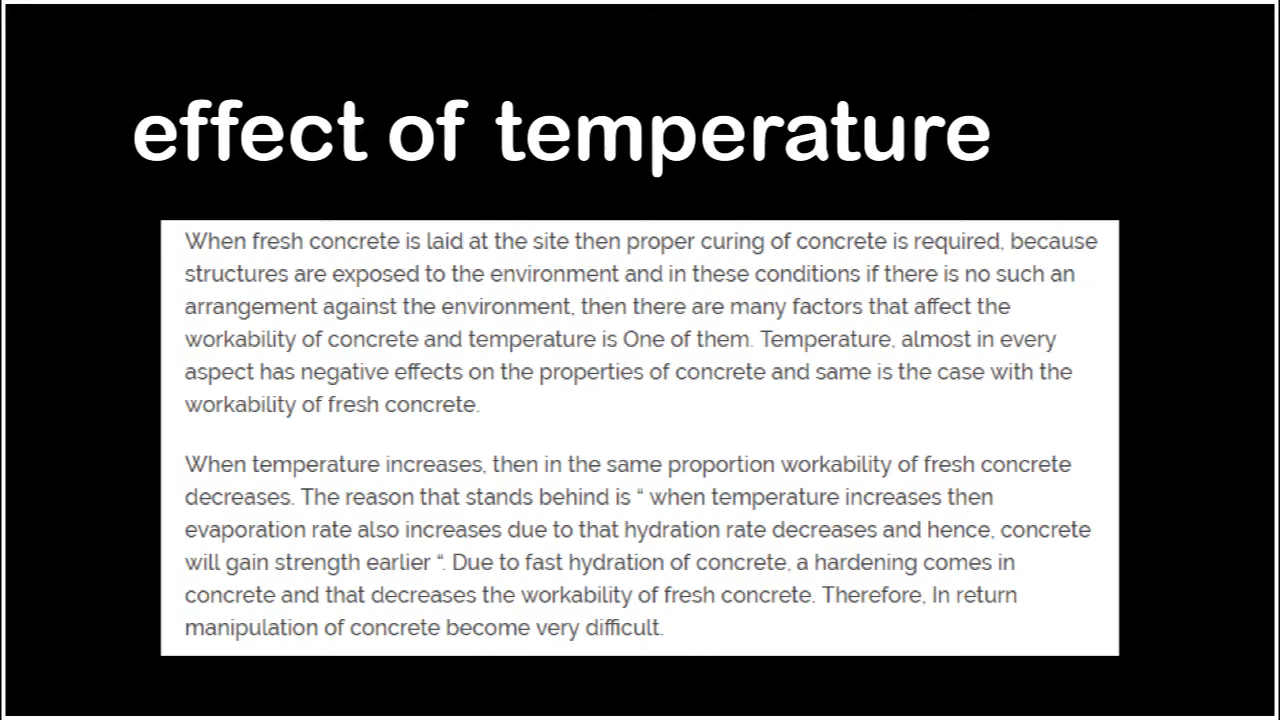 effect of temperature
When fresh concrete is laid at the site then proper curing of concrete is required, because
structures are exposed to the environment and in these conditions if there is no such an
arrangement against the environment, then there are many factors that affect the
workability of concrete and temperature is One of them. Temperature, almost in every
aspect has negative effects on the properties of concrete and same is the case with the
workability of fresh concrete.
When temperature increases, then in the same proportion workability of fresh concrete
decreases. The reason that stands behind is “ when temperature increases then
evaporation rate also increases due to that hydration rate decreases and hence, concrete
will gain strength earlier “. Due to fast hydration of concrete, a hardening comes in
concrete and that decreases the workability of fresh concrete. Therefore, In return
manipulation of concrete become very difficult.